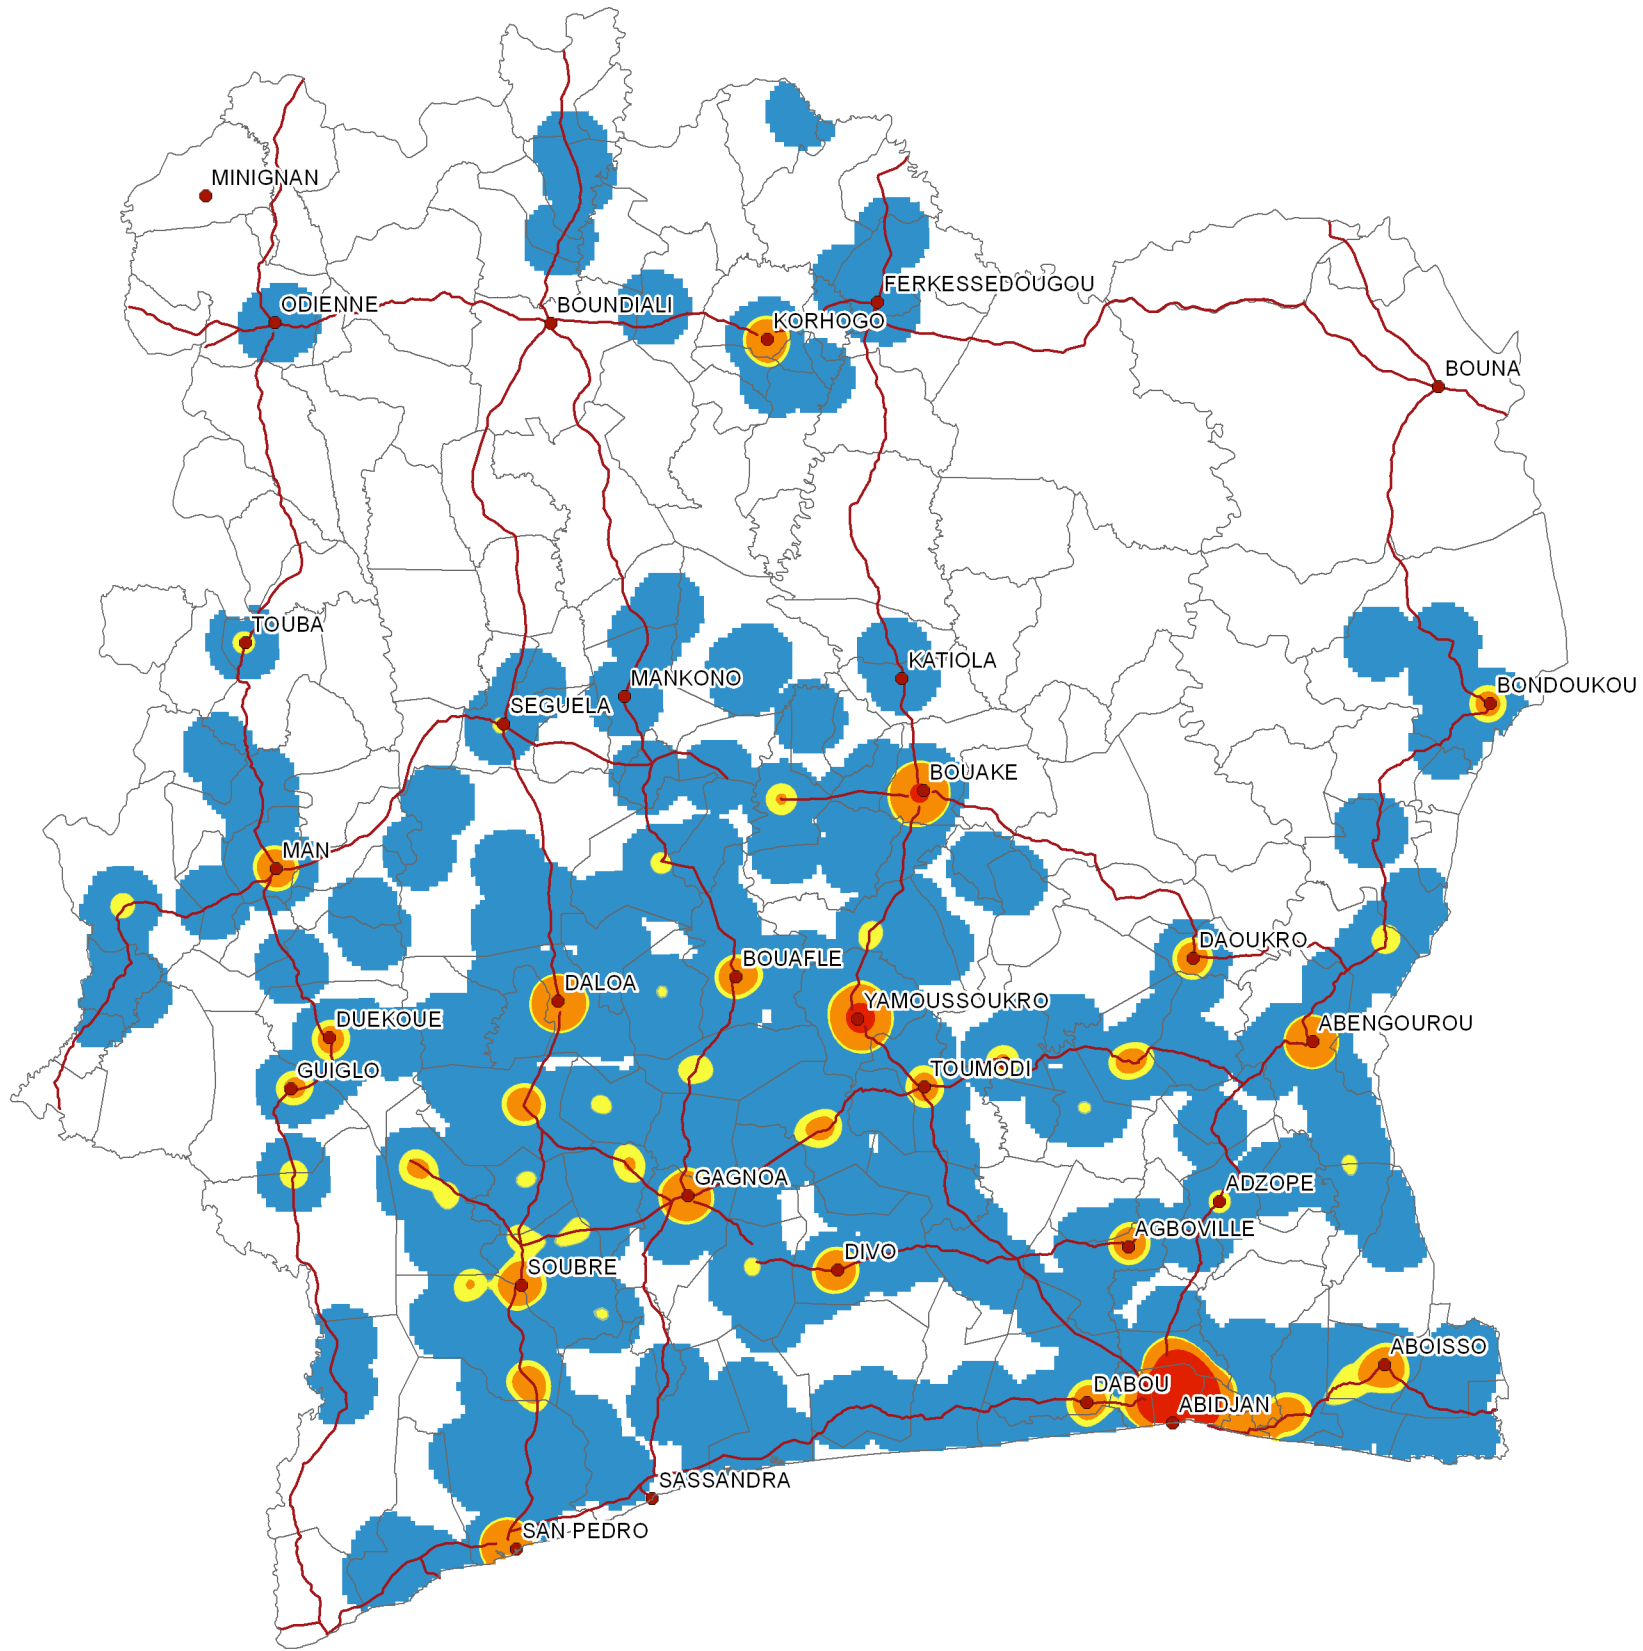 MINIGNAN
ODIENNE
BOUNDIALI
FERKESSEDOUGOU
KORHOGO
BOUNA
TOUBA
KATIOLA
MANKONO
BONDOUKOU
SEGUELA
BOUAKE
MAN
DAOUKRO
BOUAFLE
DALOA
YAMOUSSOUKRO
DUEKOUE
ABENGOUROU
GUIGLO
TOUMODI
GAGNOA
ADZOPE
AGBOVILLE
DIVO
SOUBRE
ABOISSO
DABOU
ABIDJAN
SASSANDRA
SAN PEDRO